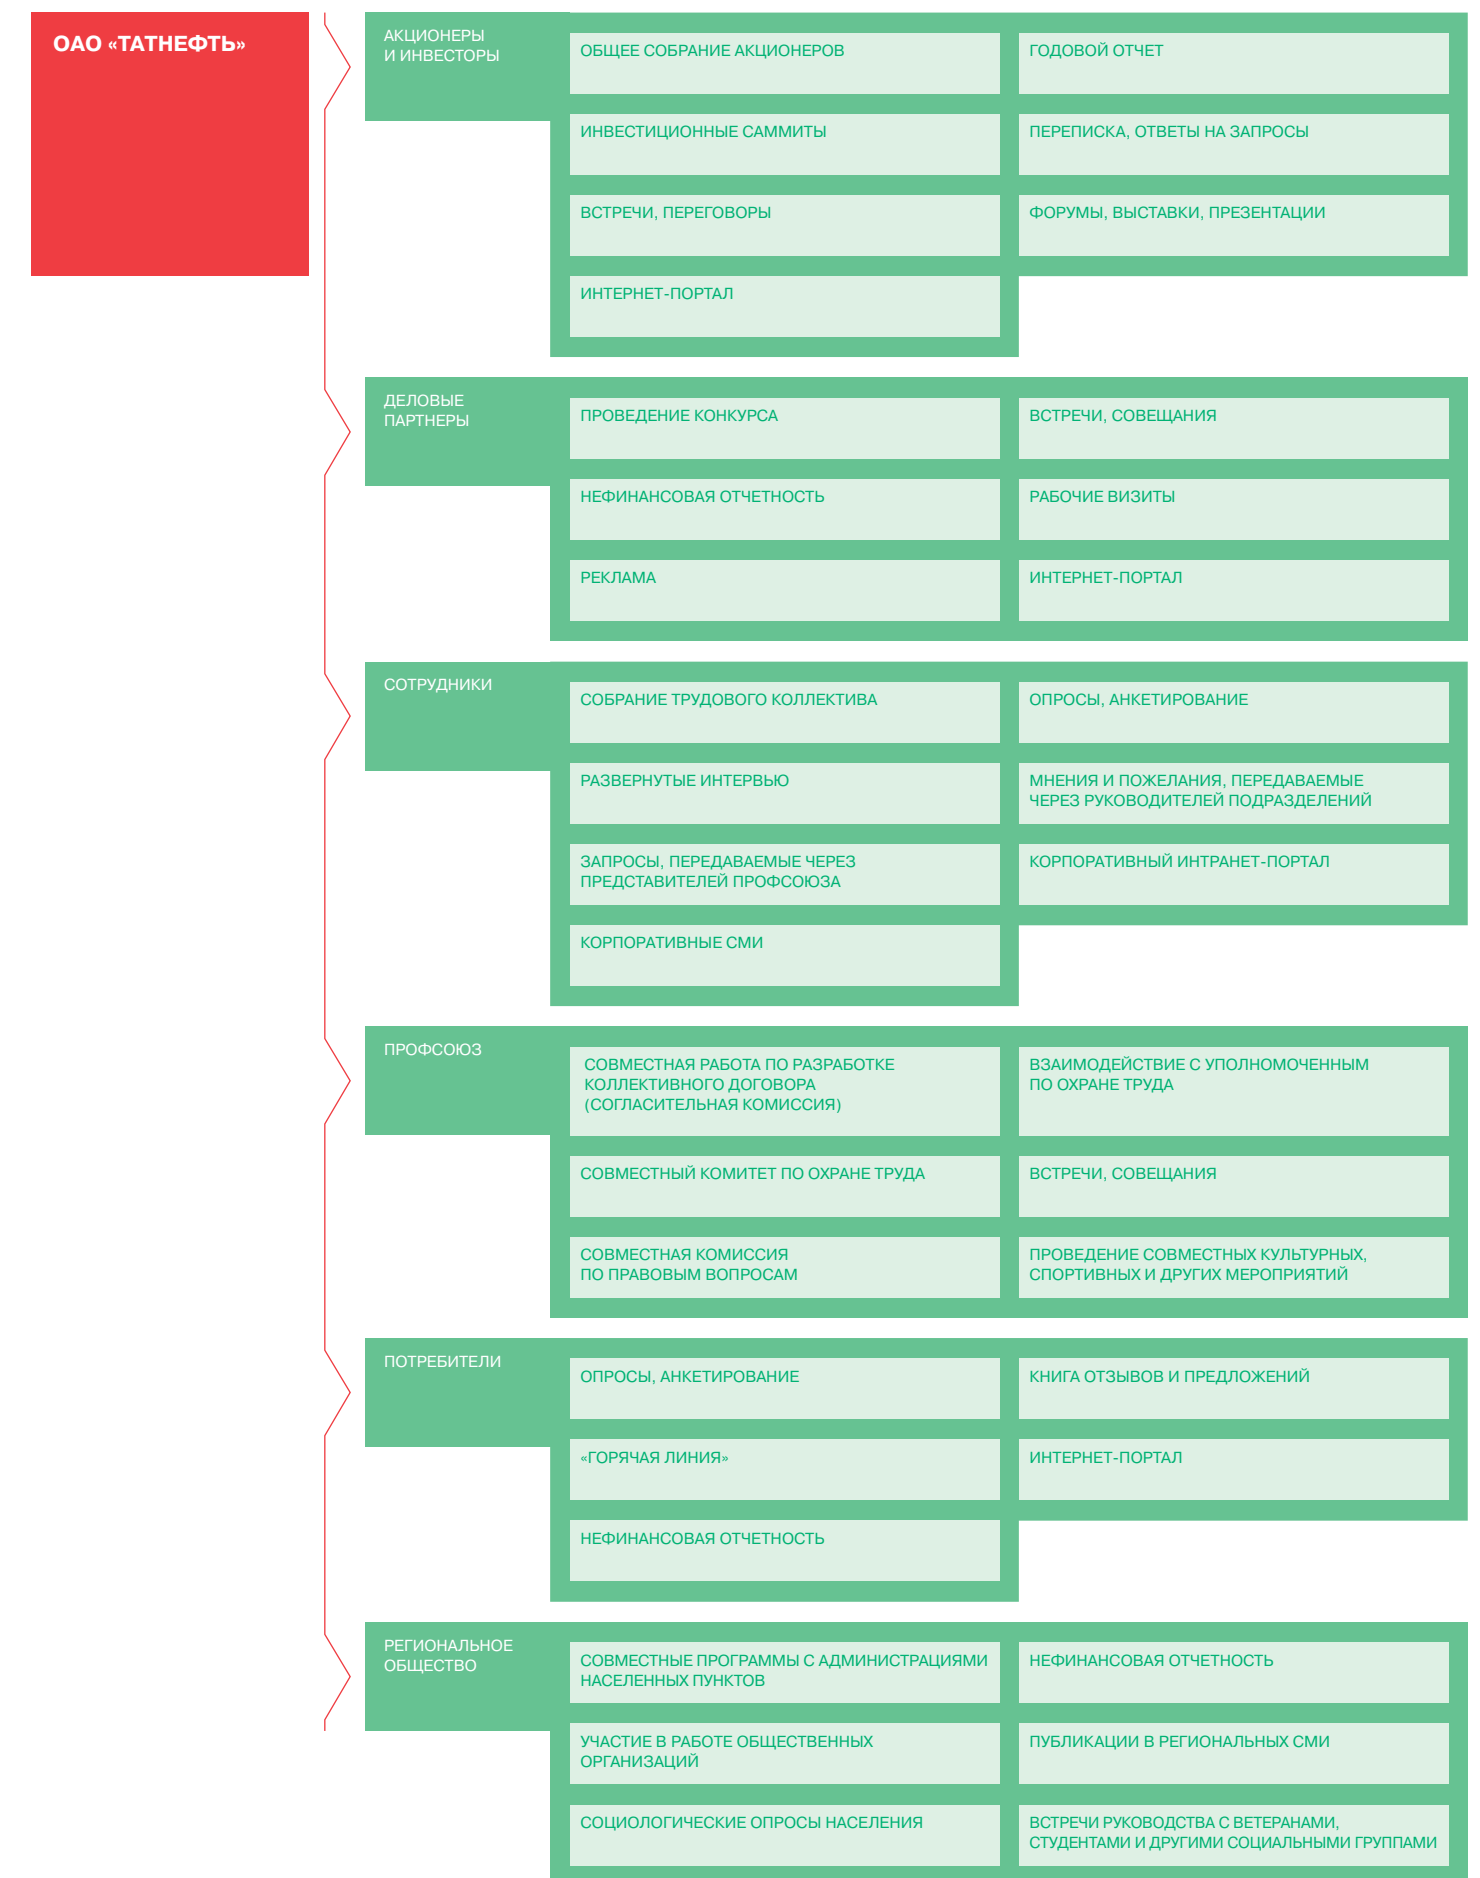 ОАО «ТАТНЕФТЬ»
АКЦИОНЕРЫ
И ИНВЕСТОРЫ
ОБЩЕЕ СОБРАНИЕ АКЦИОНЕРОВ
ГОДОВОЙ ОТЧЕТ
ИНВЕСТИЦИОННЫЕ САММИТЫ
ПЕРЕПИСКА, ОТВЕТЫ НА ЗАПРОСЫ
ВСТРЕЧИ, ПЕРЕГОВОРЫ
ФОРУМЫ, ВЫСТАВКИ, ПРЕЗЕНТАЦИИ
ИНТЕРНЕТ-ПОРТАЛ
ДЕЛОВЫЕ
ПАРТНЕРЫ
ПРОВЕДЕНИЕ КОНКУРСА
ВСТРЕЧИ, СОВЕЩАНИЯ
НЕФИНАНСОВАЯ ОТЧЕТНОСТЬ
РАБОЧИЕ ВИЗИТЫ
РЕКЛАМА
ИНТЕРНЕТ-ПОРТАЛ
СОТРУДНИКИ
СОБРАНИЕ ТРУДОВОГО КОЛЛЕКТИВА
ОПРОСЫ, АНКЕТИРОВАНИЕ
РАЗВЕРНУТЫЕ ИНТЕРВЬЮ
МНЕНИЯ И ПОЖЕЛАНИЯ, ПЕРЕДАВАЕМЫЕ
ЧЕРЕЗ РУКОВОДИТЕЛЕЙ ПОДРАЗДЕЛЕНИЙ
ЗАПРОСЫ, ПЕРЕДАВАЕМЫЕ ЧЕРЕЗ
ПРЕДСТАВИТЕЛЕЙ ПРОФСОЮЗА
КОРПОРАТИВНЫЙ ИНТРАНЕТ-ПОРТАЛ
КОРПОРАТИВНЫЕ СМИ
ПРОФСОЮЗ
СОВМЕСТНАЯ РАБОТА ПО РАЗРАБОТКЕ
КОЛЛЕКТИВНОГО ДОГОВОРА
(СОГЛАСИТЕЛЬНАЯ КОМИССИЯ)
ВЗАИМОДЕЙСТВИЕ С УПОЛНОМОЧЕННЫМ
ПО ОХРАНЕ ТРУДА
СОВМЕСТНЫЙ КОМИТЕТ ПО ОХРАНЕ ТРУДА
ВСТРЕЧИ, СОВЕЩАНИЯ
СОВМЕСТНАЯ КОМИССИЯ
ПО ПРАВОВЫМ ВОПРОСАМ
ПРОВЕДЕНИЕ СОВМЕСТНЫХ КУЛЬТУРНЫХ,
СПОРТИВНЫХ И ДРУГИХ МЕРОПРИЯТИЙ
ПОТРЕБИТЕЛИ
ОПРОСЫ, АНКЕТИРОВАНИЕ
КНИГА ОТЗЫВОВ И ПРЕДЛОЖЕНИЙ
«ГОРЯЧАЯ ЛИНИЯ»
ИНТЕРНЕТ-ПОРТАЛ
НЕФИНАНСОВАЯ ОТЧЕТНОСТЬ
РЕГИОНАЛЬНОЕ
ОБЩЕСТВО
СОВМЕСТНЫЕ ПРОГРАММЫ С АДМИНИСТРАЦИЯМИ
НАСЕЛЕННЫХ ПУНКТОВ
НЕФИНАНСОВАЯ ОТЧЕТНОСТЬ
УЧАСТИЕ В РАБОТЕ ОБЩЕСТВЕННЫХ
ОРГАНИЗАЦИЙ
ПУБЛИКАЦИИ В РЕГИОНАЛЬНЫХ СМИ
СОЦИОЛОГИЧЕСКИЕ ОПРОСЫ НАСЕЛЕНИЯ
ВСТРЕЧИ РУКОВОДСТВА С ВЕТЕРАНАМИ,
СТУДЕНТАМИ И ДРУГИМИ СОЦИАЛЬНЫМИ ГРУППАМИ